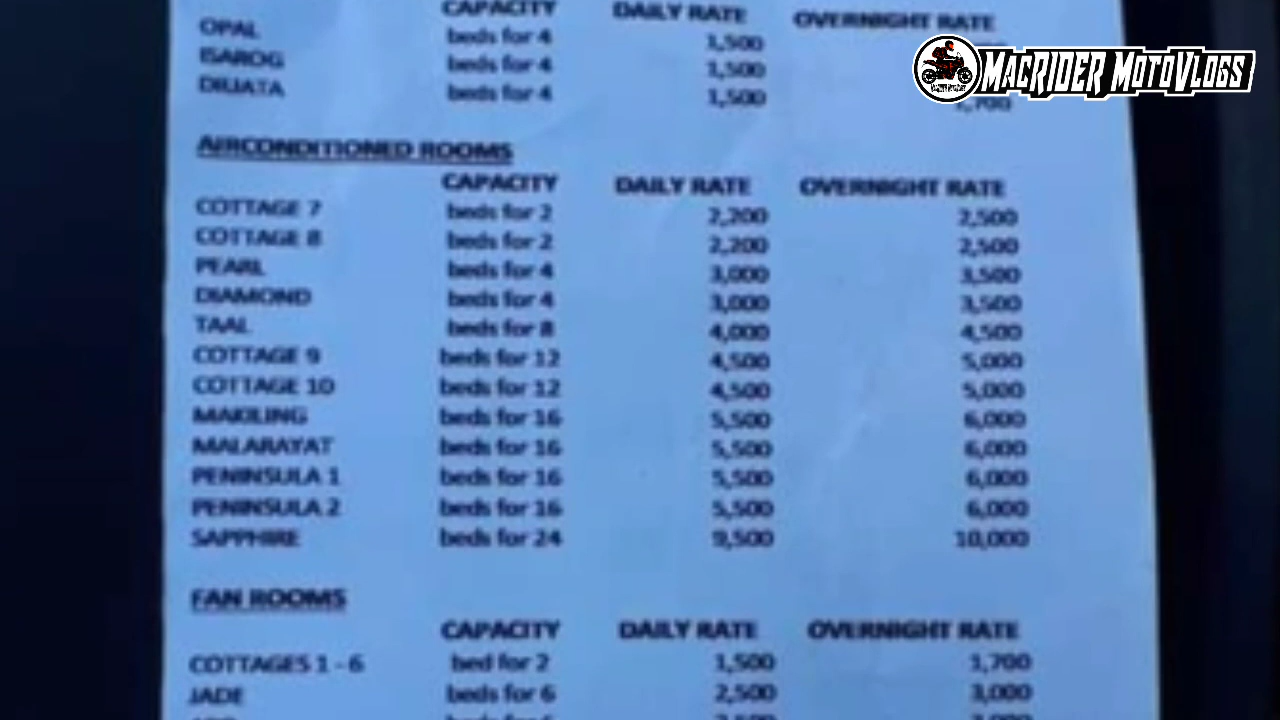 CAPACITY DAILY RATE OVERNIGHT RATE
OPAL beds for 4 1,500
ISAROG beds for 4 1,500
DILIATA beds for 4 1,500 1,700
MACRIDER MOTOVLOGS
AIRCONDITIONED ROOMS
CAPACITY DAILY RATE OVERNIGHT RATE
COTTAGE 7 beds for 2 2,200 2,500
COTTAGE 8 beds for 2 2,200 2,500
PEARL beds for 4 3,000 3,500
DIAMOND beds for 4 3,000 3,500
TAAL beds for 8 4,000 4,500
COTTAGE 9 beds for 12 4,500 5,000
COTTAGE 10 beds for 12 4,500 5,000
MAKILING beds for 16 5,500 6,000
MALARAYAT beds for 16 5,500 6,000
PENINSULA 1 beds for 16 5,500 6,000
PENINSULA 2 beds for 16 5,500 6,000
SAPPHIRE beds for 24 9,500 10,000
FAN ROOMS
CAPACITY DAILY RATE OVERNIGHT RATE
COTTAGES 1 - 6 bed for 2 1,500 1,700
JADE beds for 6 2,500 3,000